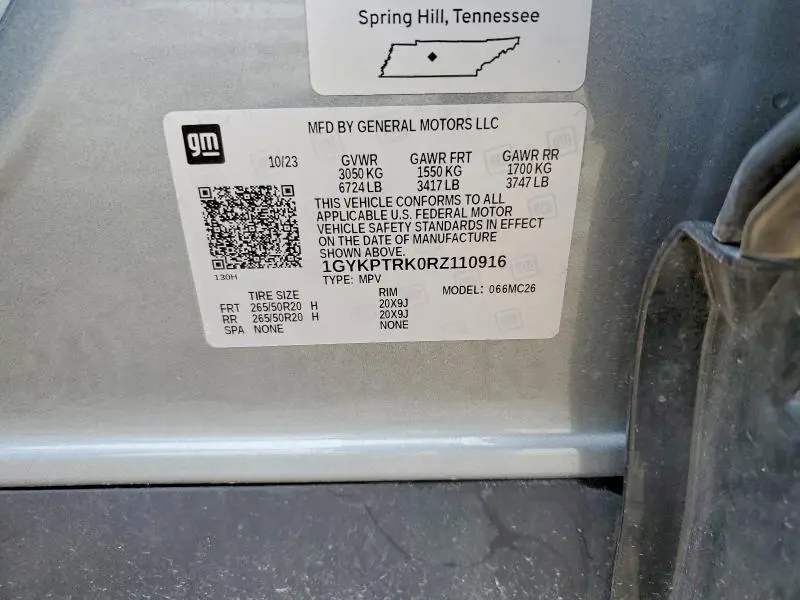 Spring Hill, Tennessee
gm
MFD BY GENERAL MOTORS LLC
10/23 GVWR GAWR FRT GAWR RR
3050 KG 1550 KG 1700 KG
6724 LB 3417 LB 3747 LB
THIS VEHICLE CONFORMS TO ALL
APPLICABLE U.S. FEDERAL MOTOR
VEHICLE SAFETY STANDARDS IN EFFECT
ON THE DATE OF MANUFACTURE
SHOWN ABOVE.
1GYKPTRK0RZ110916
130H
TYPE: MPV
TIRE SIZE RIM MODEL: 066MC26
FRT 265/50R20 H 20X9J
RR 265/50R20 H 20X9J
SPA NONE NONE